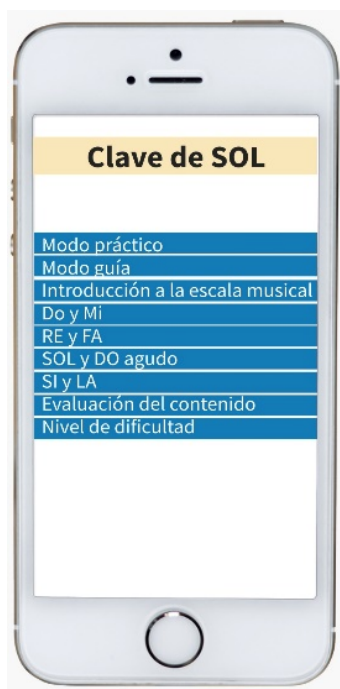 Clave de SOL
Modo práctico
Modo guía
Introducción a la escala musical
Do y Mi
RE y FA
SOL y DO agudo
SI y LA
Evaluación del contenido
Nivel de dificultad